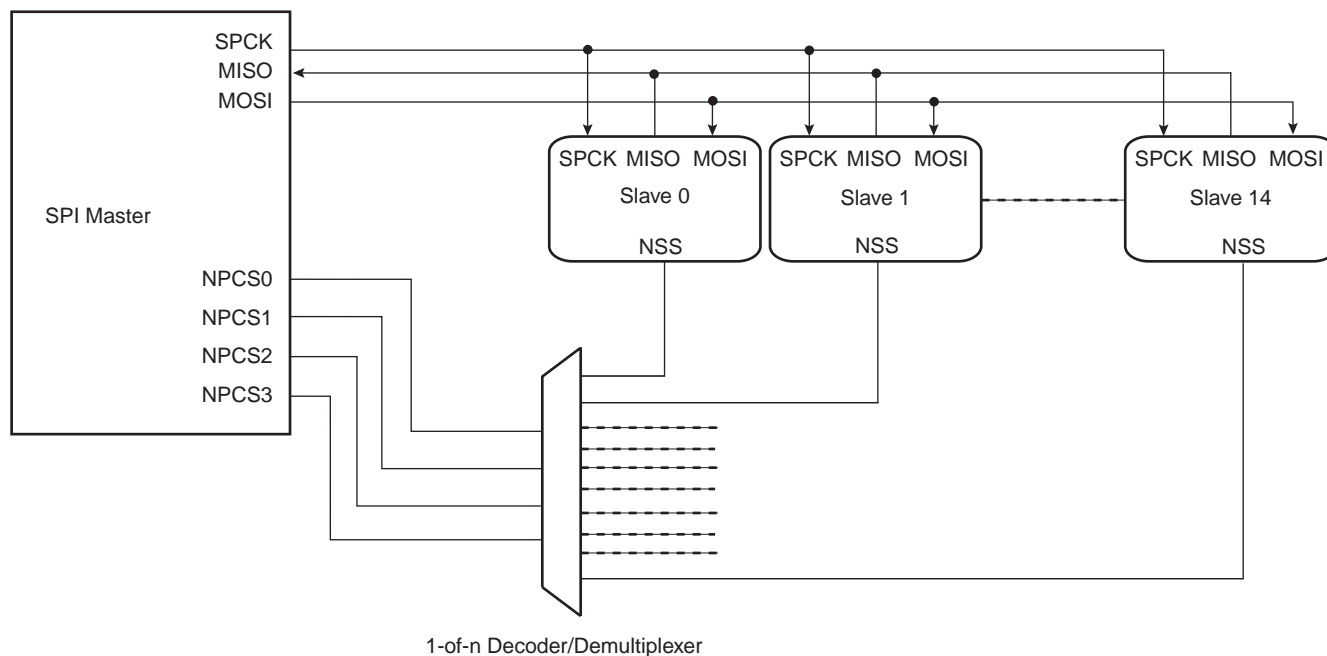 SPCK
MISO
MOSI
SPI Master
NPCS0
NPCS1
NPCS2
NPCS3
SPCK MISO MOSI
Slave 0
NSS
SPCK MISO MOSI
Slave 1
NSS
SPCK MISO MOSI
Slave 14
NSS
1-of-n Decoder/Demultiplexer